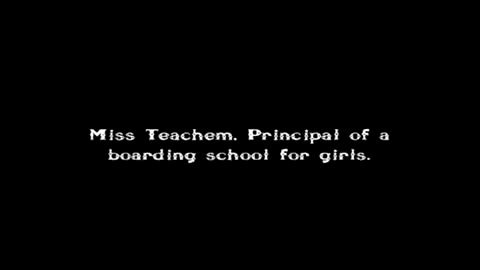 Miss Teachem. Principal of a
boarding school for girls.